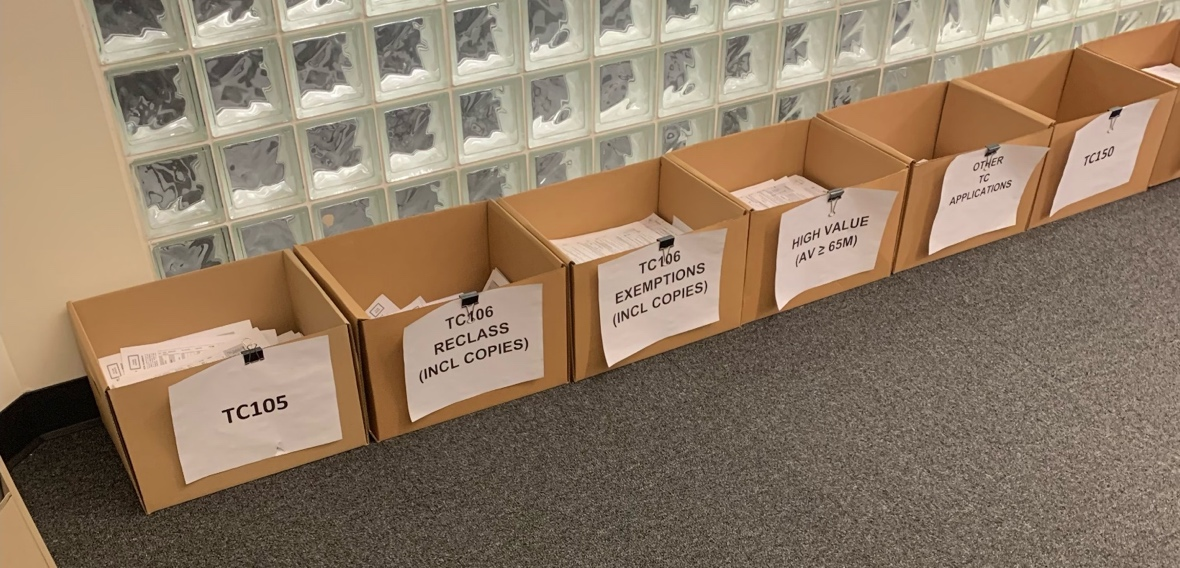 TC105
TC106
RECLASS
(INCL COPIES)
TC106
EXEMPTIONS
(INCL COPIES)
HIGH VALUE
(AV ≥ 65M)
OTHER
TC
APPLICATIONS
TC150